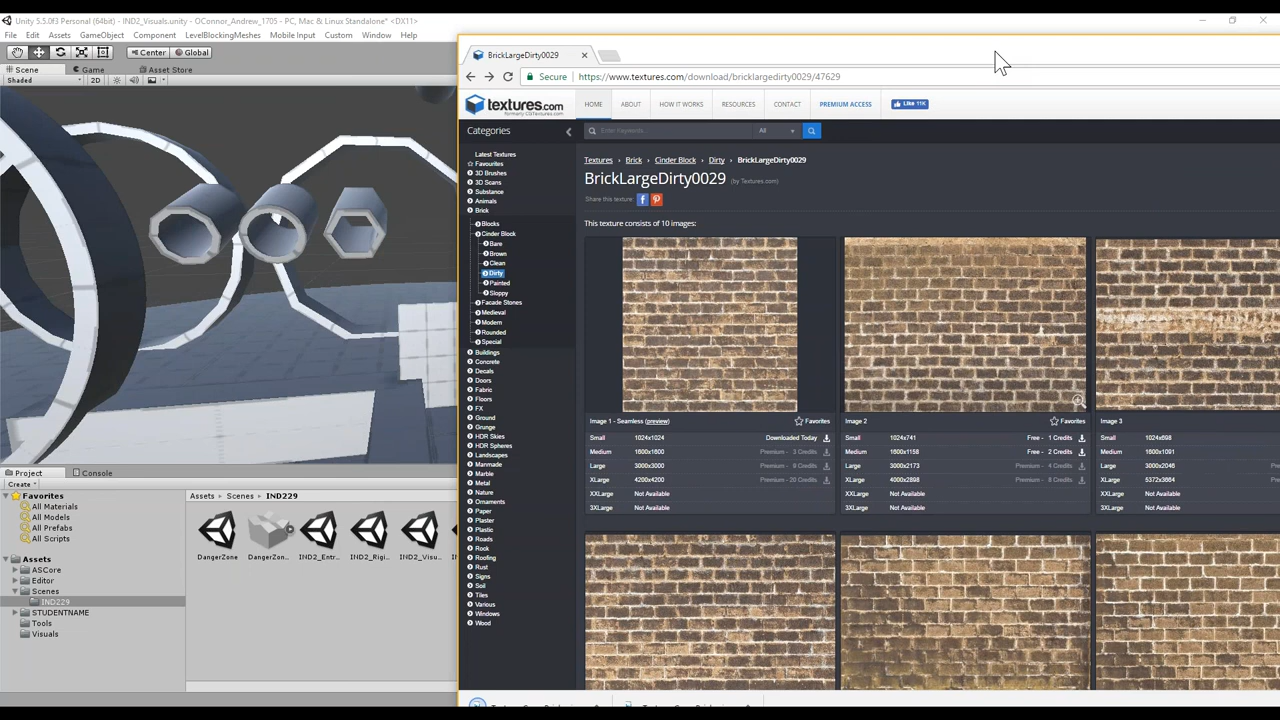 Unity 5.5.0f3 Personal (64bit) - IND2_Visuals.unity - OConnor_Andrew_1705 - PC, Mac & Linux Standalone* <DX11>
File Edit Assets GameObject Component LevelBlockingMeshes Mobile Input Window Help
Center Global
Scene Game Asset Store
Shaded 2D
BrickLargeDirty0029
Secure https://www.textures.com/download/bricklargedirty0029/47629
textures.com
formerly CGTextures.com
HOME ABOUT HOW IT WORKS RESOURCES CONTACT PREMIUM ACCESS Like 11K
Categories
Enter Keywords... All
Latest Textures
Favourites
3D Brushes
3D Scans
Substance
Animals
Brick
Blocks
Cinder Block
Bare
Brown
Clean
Dirty
Painted
Sloppy
Facade Stones
Medieval
Modern
Rounded
Special
Buildings
Concrete
Decals
Doors
Fabric
Floors
FX
Ground
Grunge
HDR Skies
HDR Spheres
Landscapes
Manmade
Marble
Metal
Nature
Ornaments
Paper
Plaster
Plastic
Roads
Rock
Roofing
Rust
Signs
Soil
Tiles
Various
Windows
Wood
Textures › Brick › Cinder Block › Dirty › BrickLargeDirty0029
BrickLargeDirty0029 (by Textures.com)
Share this texture:
This texture consists of 10 images:
Image 1 - Seamless (preview) Favorites
Small 1024x1024 Downloaded Today
Medium 1600x1600 Premium - 3 Credits
Large 3000x3000 Premium - 9 Credits
XLarge 4200x4200 Premium - 20 Credits
XXLarge Not Available
3XLarge Not Available
Image 2 Favorites
Small 1024x741 Free - 1 Credits
Medium 1600x1158 Free - 2 Credits
Large 3000x2173 Premium - 4 Credits
XLarge 4000x2898 Premium - 8 Credits
XXLarge Not Available
3XLarge Not Available
Image 3
Small 1024x698
Medium 1600x1091
Large 3000x2046
XLarge 5372x3664
XXLarge Not Available
3XLarge Not Available
Project Console
Create
Favorites
All Materials
All Models
All Prefabs
All Scripts
Assets
ASCore
Editor
Scenes
IND229
STUDENTNAME
Tools
Visuals
Assets Scenes IND229
DangerZone DangerZon... IND2_Entr... IND2_Rigi... IND2_Visu...